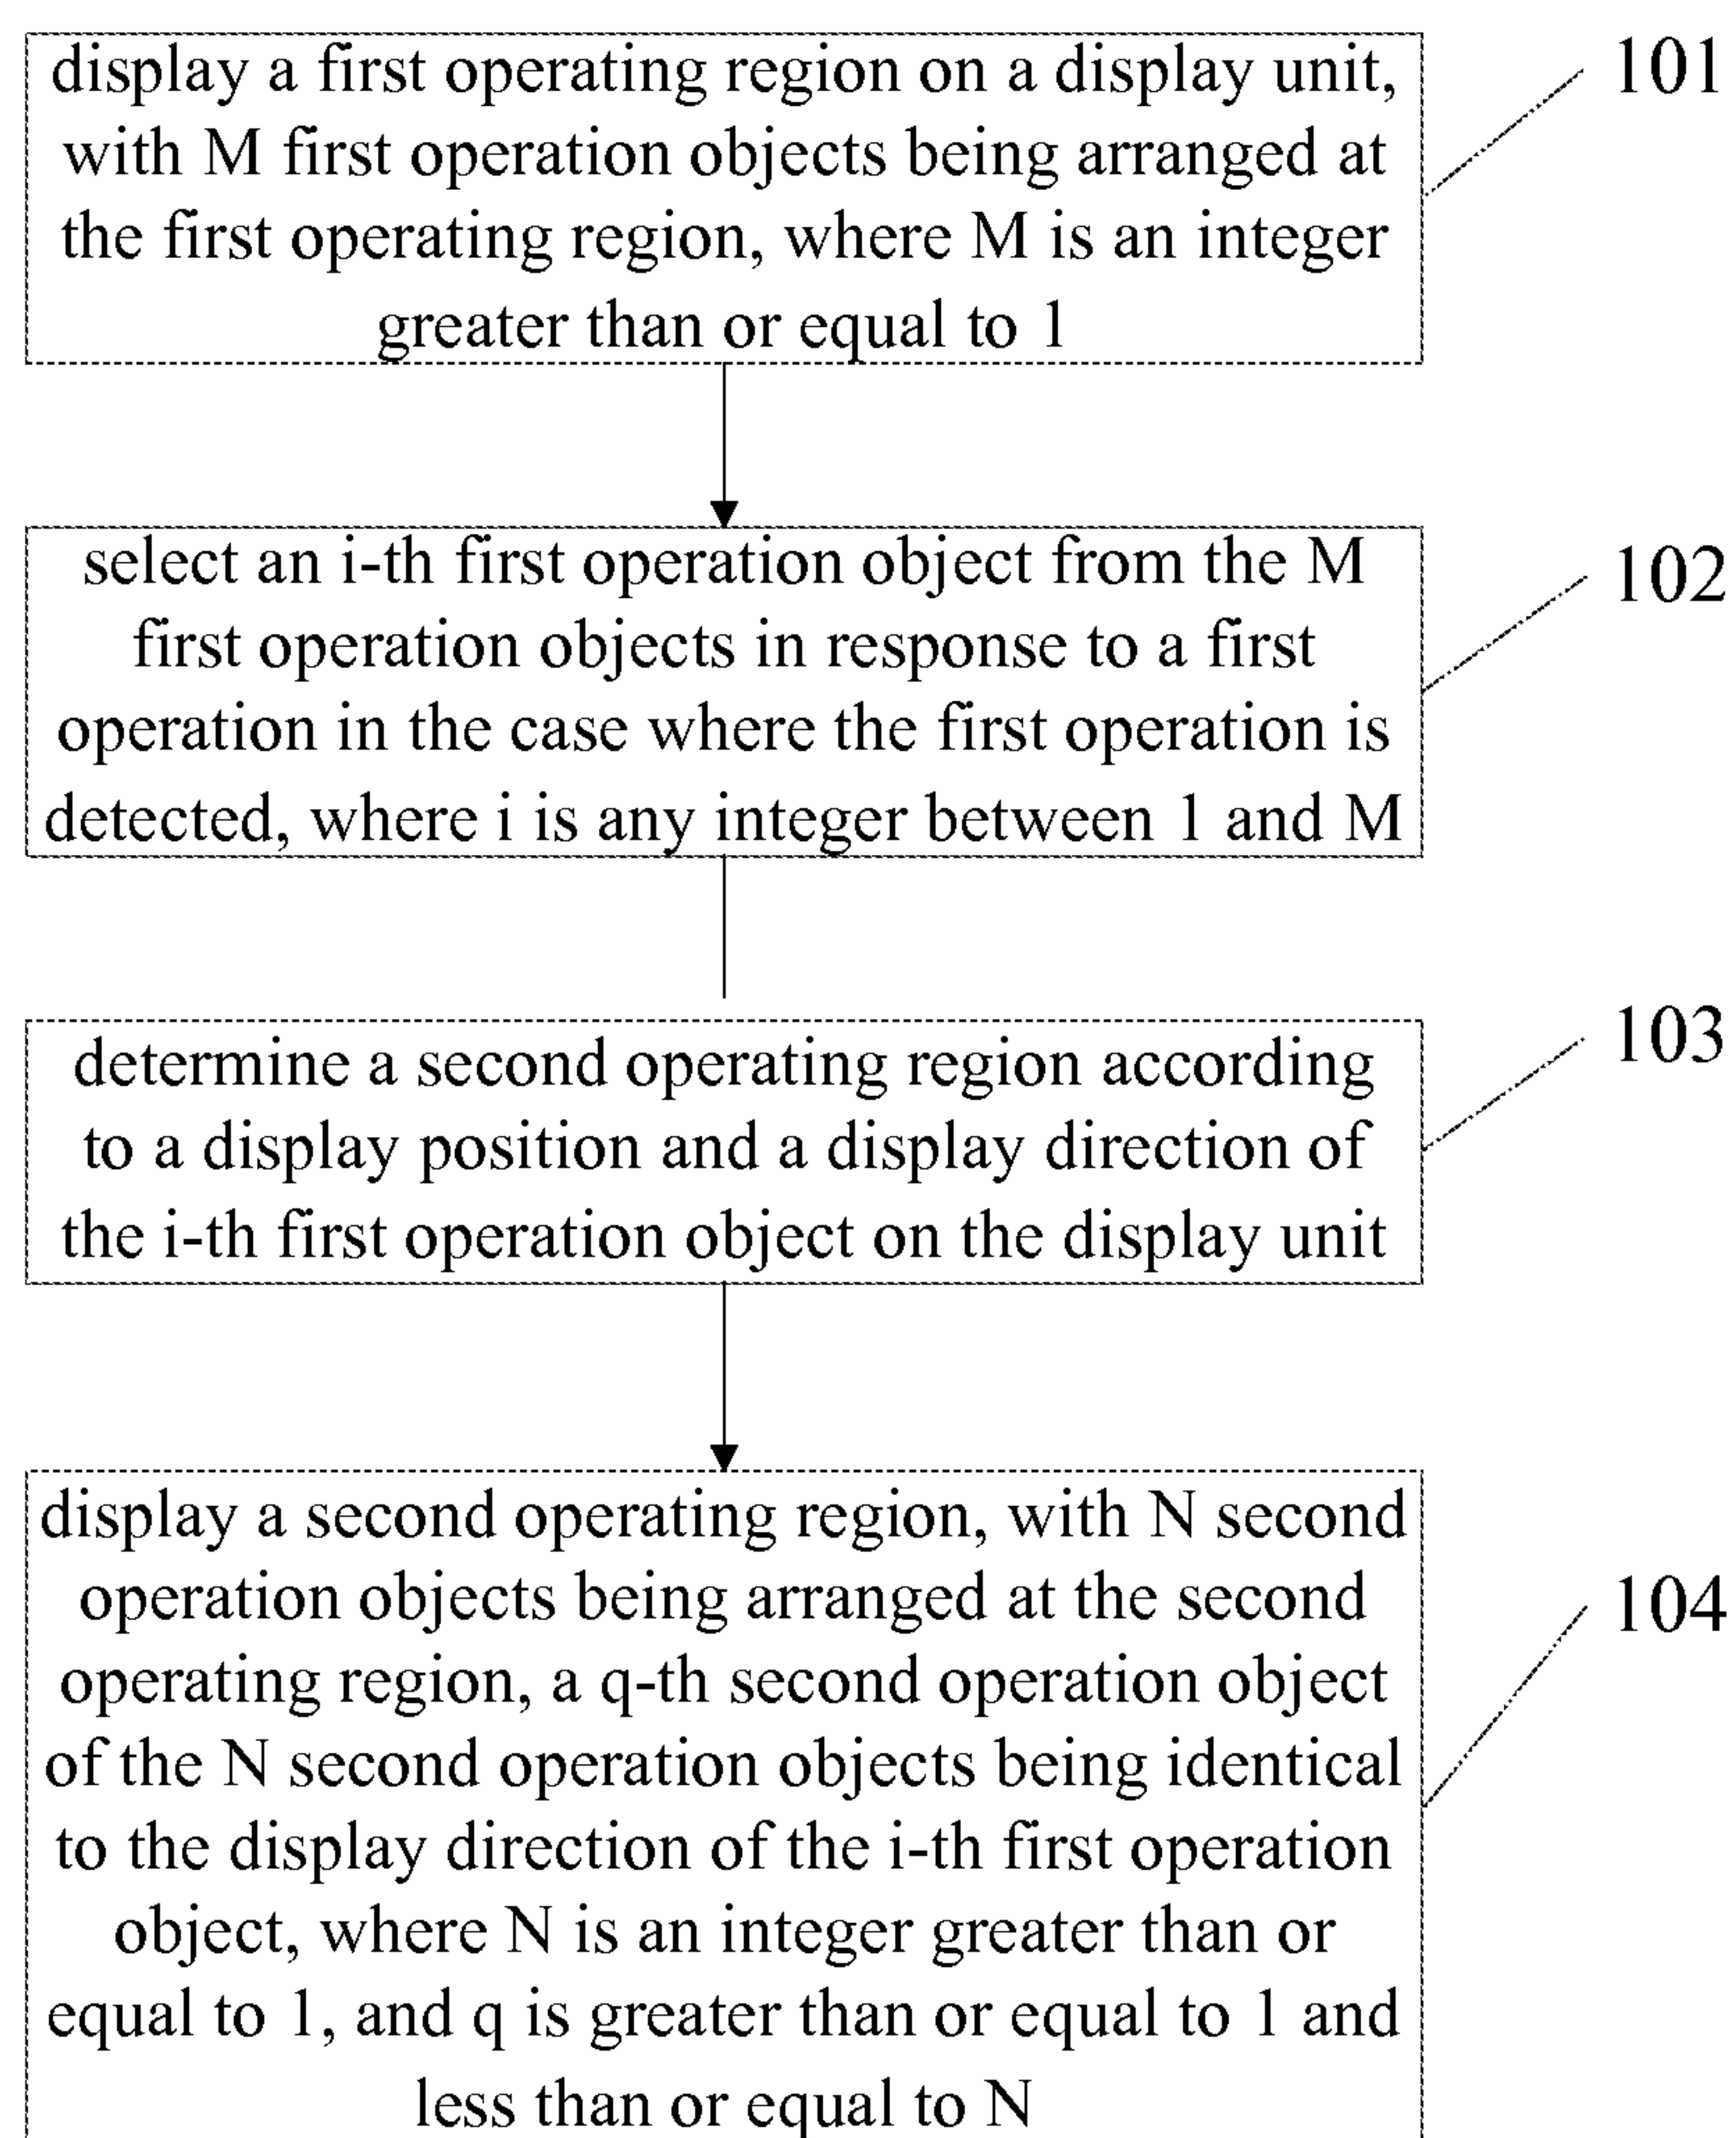 display a first operating region on a display unit,
with M first operation objects being arranged at
the first operating region, where M is an integer
greater than or equal to 1
101
select an i-th first operation object from the M
first operation objects in response to a first
operation in the case where the first operation is
detected, where i is any integer between 1 and M
102
determine a second operating region according
to a display position and a display direction of
the i-th first operation object on the display unit
103
display a second operating region, with N second
operation objects being arranged at the second
operating region, a q-th second operation object
of the N second operation objects being identical
to the display direction of the i-th first operation
object, where N is an integer greater than or
equal to 1, and q is greater than or equal to 1 and
less than or equal to N
104